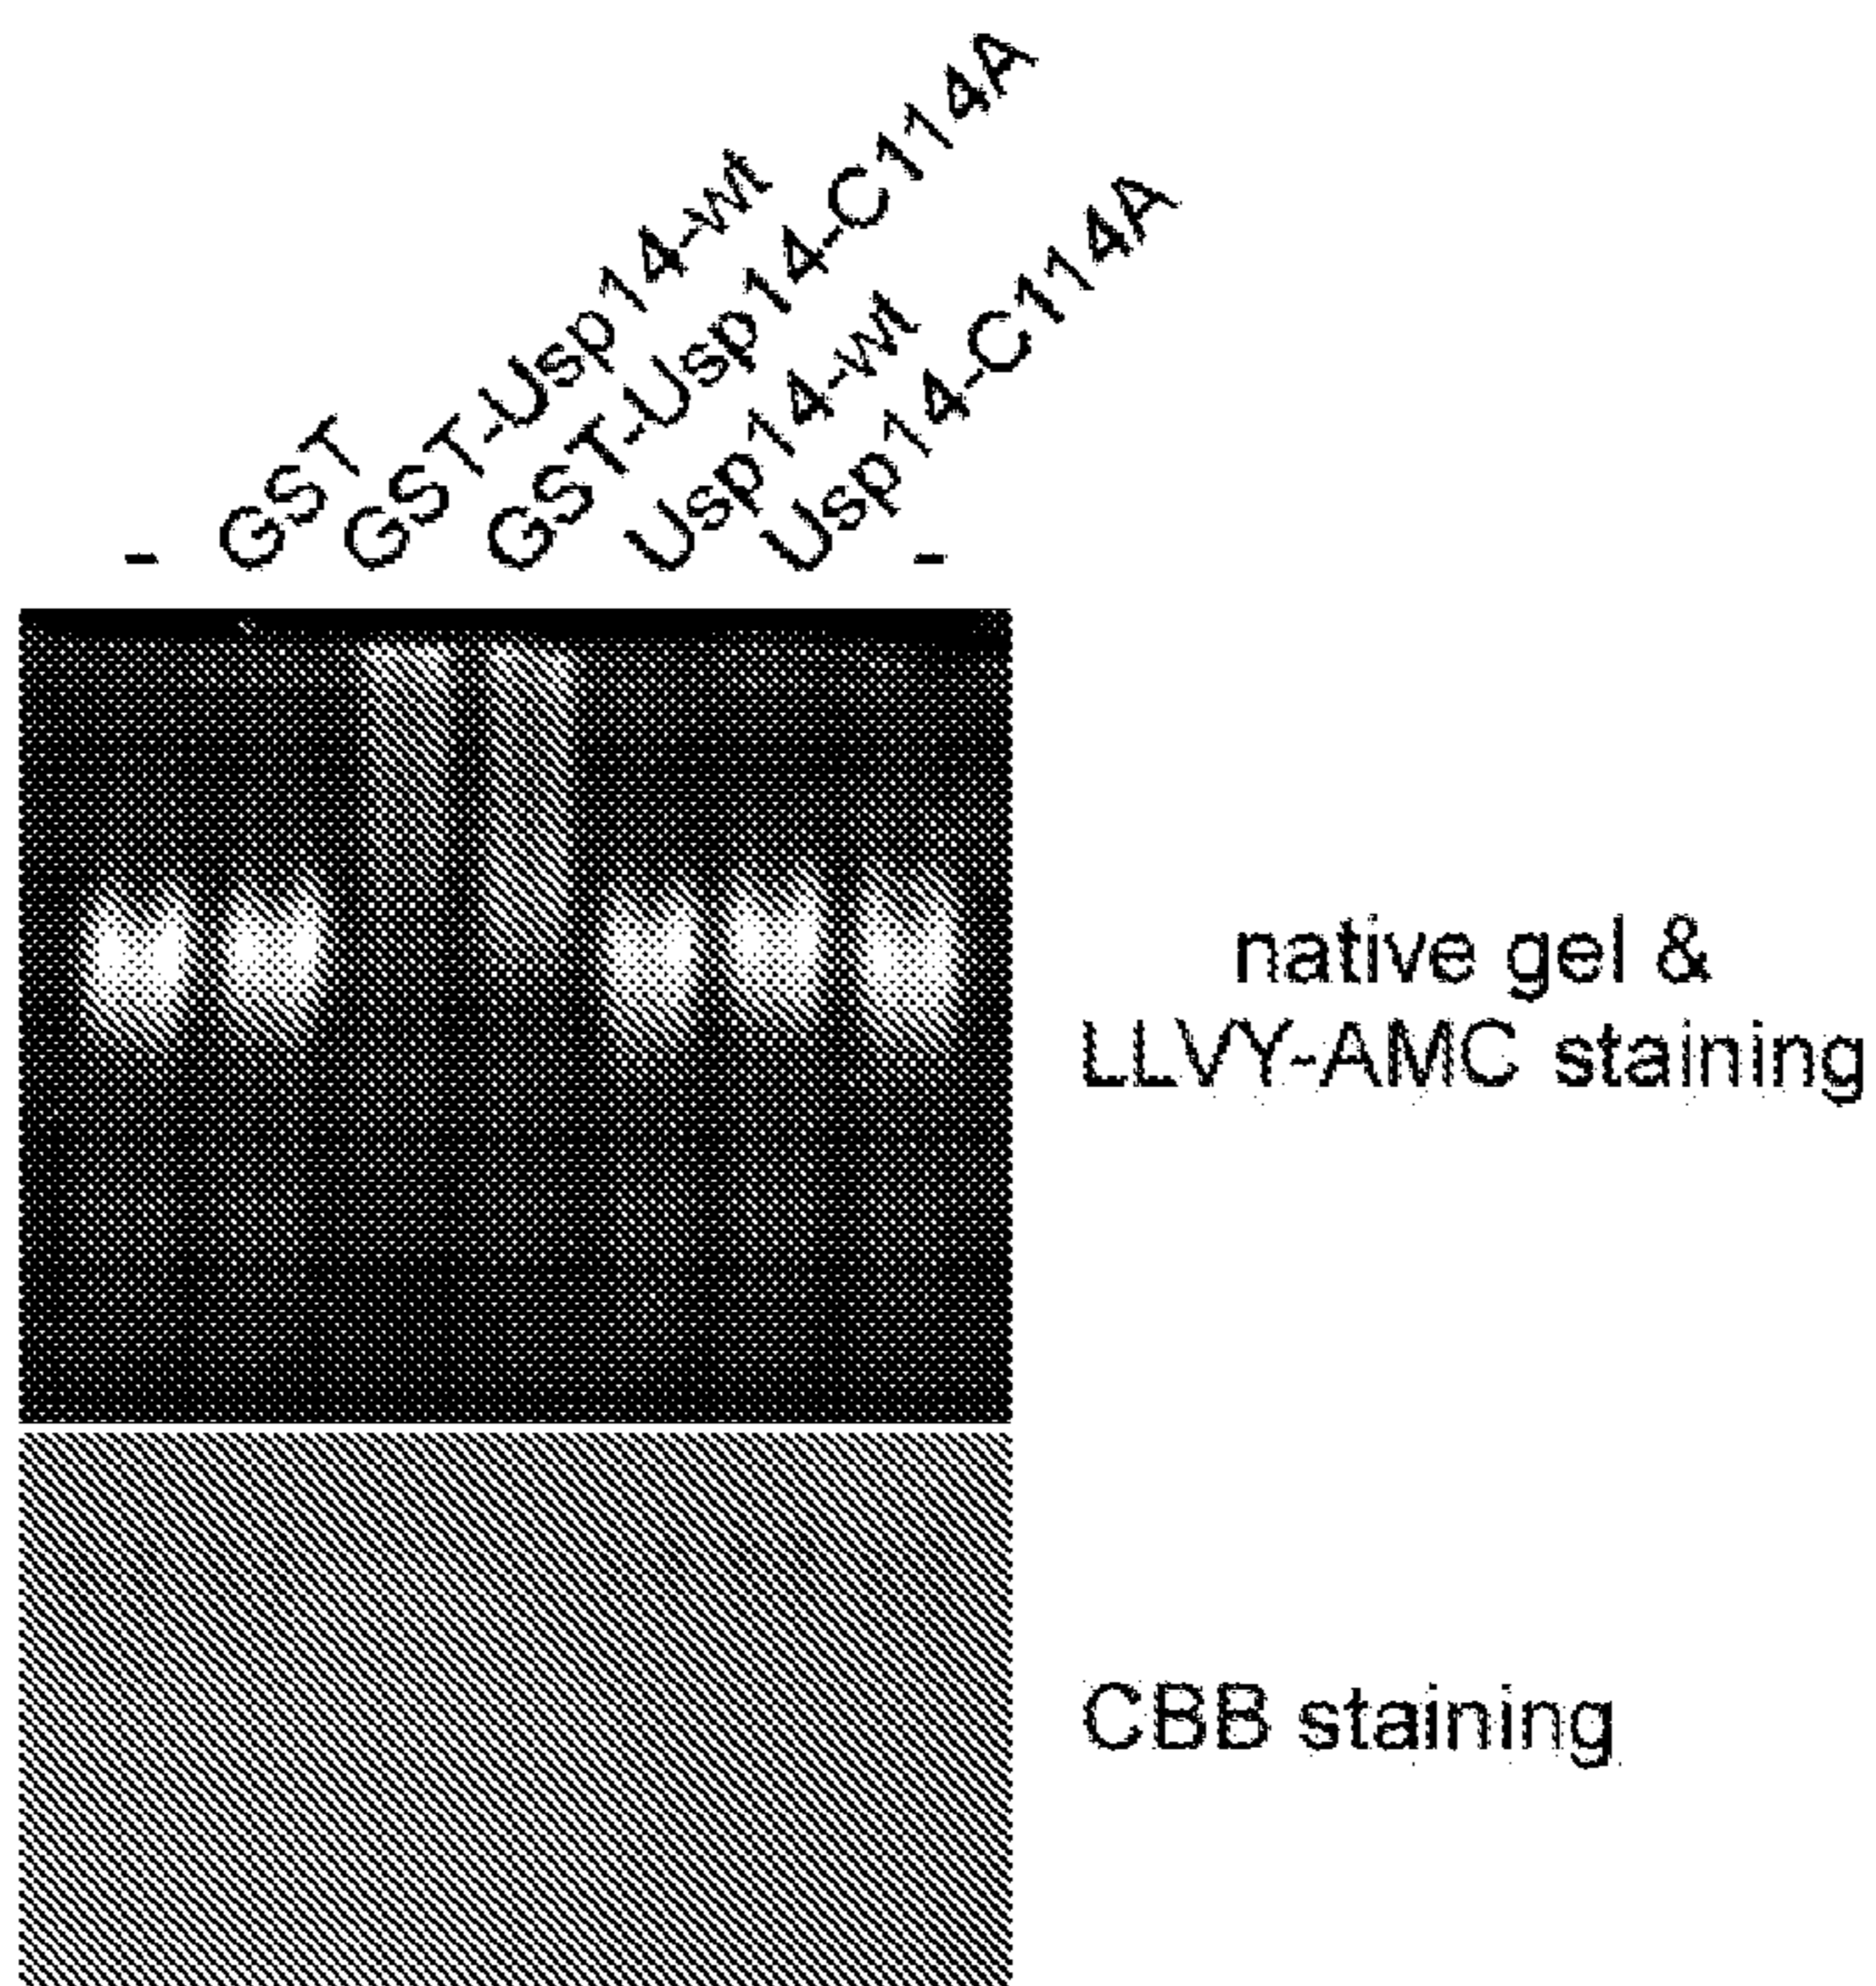 -
GST
GST-Usp14-wt
GST-Usp14-C114A
Usp14-wt
Usp14-C114A
-
native gel &
LLVY-AMC staining
CBB staining